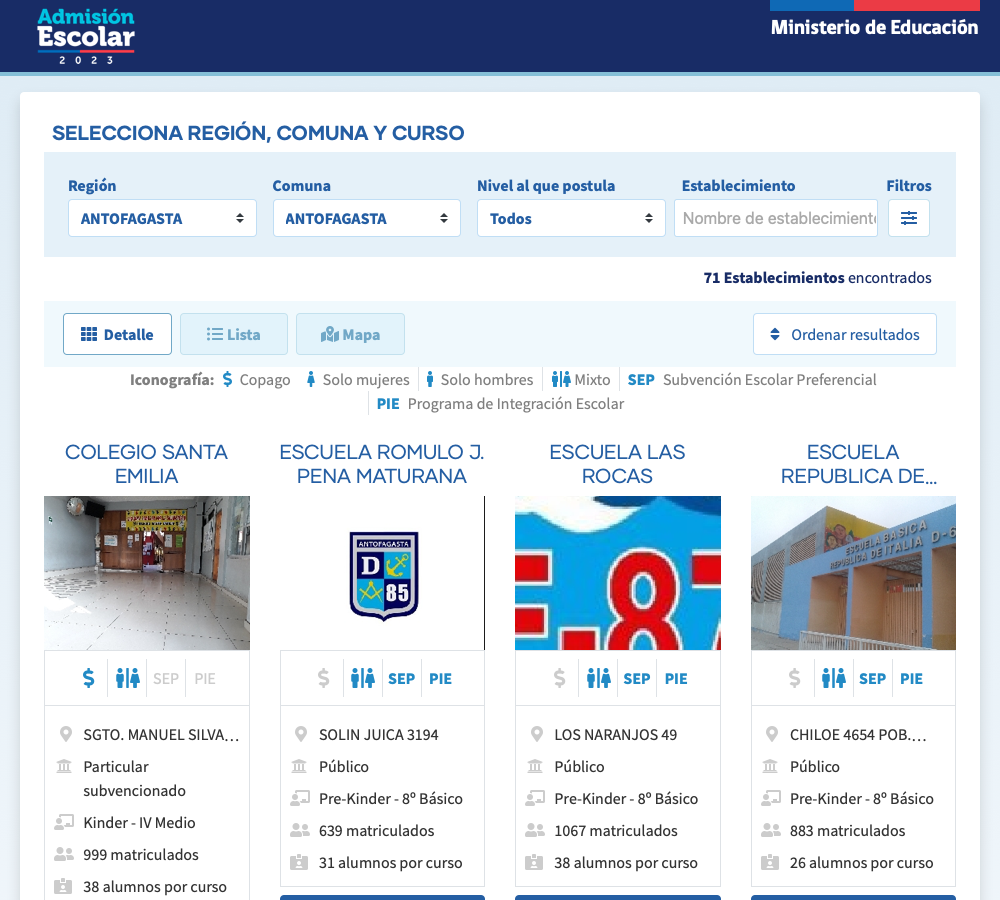 Admisión
Escolar
2023
Ministerio de Educación
SELECCIONA REGIÓN, COMUNA Y CURSO
Región
Comuna
Nivel al que postula
Establecimiento
Filtros
ANTOFAGASTA
ANTOFAGASTA
Todos
Nombre de establecimiento
71 Establecimientos encontrados
Detalle
Lista
Mapa
Ordenar resultados
Iconografía: $ Copago Solo mujeres Solo hombres Mixto SEP Subvención Escolar Preferencial
PIE Programa de Integración Escolar
COLEGIO SANTA
EMILIA
$ SEP PIE
SGTO. MANUEL SILVA...
Particular
subvencionado
Kinder - IV Medio
999 matriculados
38 alumnos por curso
ESCUELA ROMULO J.
PENA MATURANA
ANTOFAGASTA
D
85
$ SEP PIE
SOLIN JUICA 3194
Público
Pre-Kinder - 8º Básico
639 matriculados
31 alumnos por curso
ESCUELA LAS
ROCAS
F-87
$ SEP PIE
LOS NARANJOS 49
Público
Pre-Kinder - 8º Básico
1067 matriculados
38 alumnos por curso
ESCUELA
REPUBLICA DE...
ESCUELA BASICA
REPUBLICA DE ITALIA D-6
$ SEP PIE
CHILOE 4654 POB....
Público
Pre-Kinder - 8º Básico
883 matriculados
26 alumnos por curso